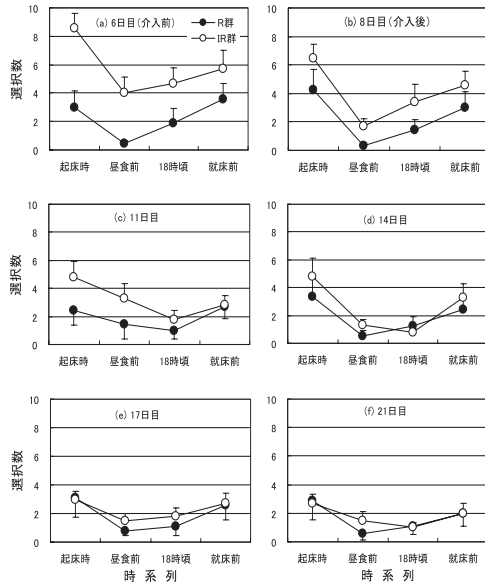 (a) 6日目(介入前)
R群
IR群
選択数
10
8
6
4
2
0
起床時 昼食前 18時頃 就床前
(b) 8日目(介入後)
10
8
6
4
2
0
起床時 昼食前 18時頃 就床前
(c) 11日目
選択数
10
8
6
4
2
0
起床時 昼食前 18時頃 就床前
(d) 14日目
10
8
6
4
2
0
起床時 昼食前 18時頃 就床前
(e) 17日目
選択数
10
8
6
4
2
0
起床時 昼食前 18時頃 就床前
時 系 列
(f) 21日目
10
8
6
4
2
0
起床時 昼食前 18時頃 就床前
時 系 列